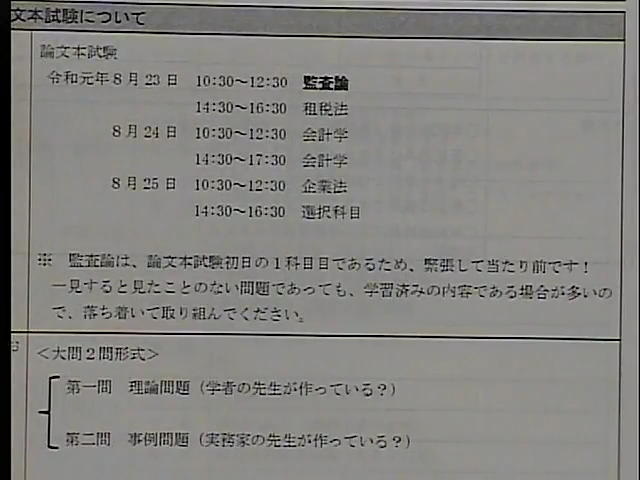 文本試験について
論文本試験
令和元年8月23日 10:30～12:30 監査論
14:30～16:30 租税法
8月24日 10:30～12:30 会計学
14:30～17:30 会計学
8月25日 10:30～12:30 企業法
14:30～16:30 選択科目
※ 監査論は、論文本試験初日の1科目目であるため、緊張して当たり前です！
一見すると見たことのない問題であっても、学習済みの内容である場合が多いの
で、落ち着いて取り組んでください。
＜大問2問形式＞
第一問 理論問題（学者の先生が作っている？）
第二問 事例問題（実務家の先生が作っている？）